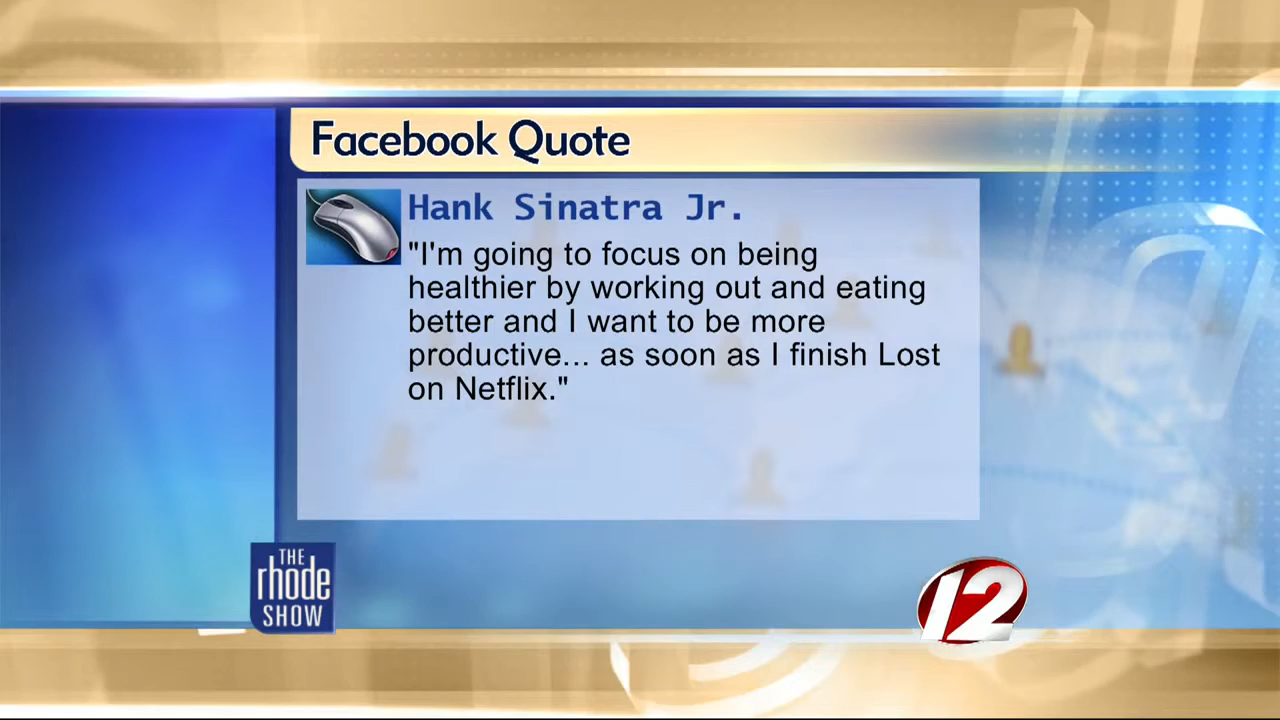 Facebook Quote
Hank Sinatra Jr.
"I'm going to focus on being
healthier by working out and eating
better and I want to be more
productive... as soon as I finish Lost
on Netflix."
THE
rhode
SHOW
12